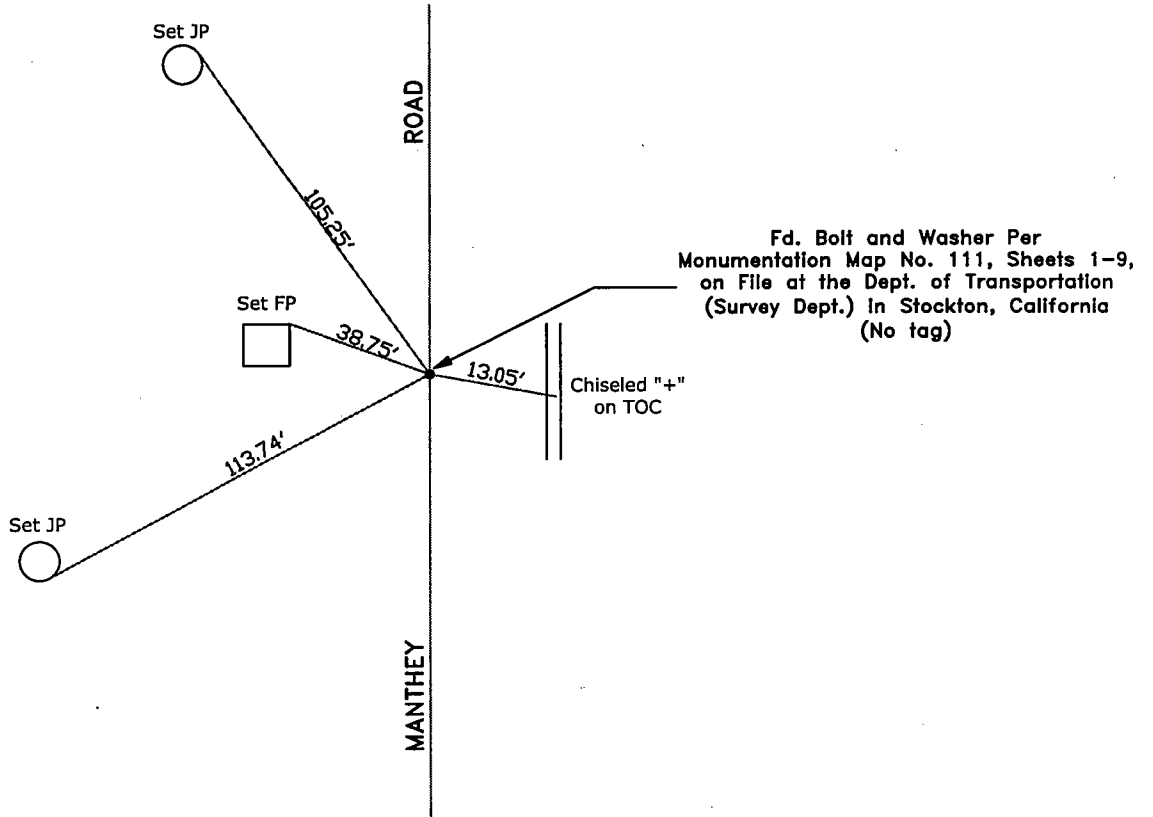 Set JP
ROAD
105.25'
Fd. Bolt and Washer Per
Monumentation Map No. 111, Sheets 1-9,
on File at the Dept. of Transportation
(Survey Dept.) in Stockton, California
(No tag)
Set FP
38.75'
13.05'
Chiseled "+"
on TOC
113.74'
Set JP
MANTHEY